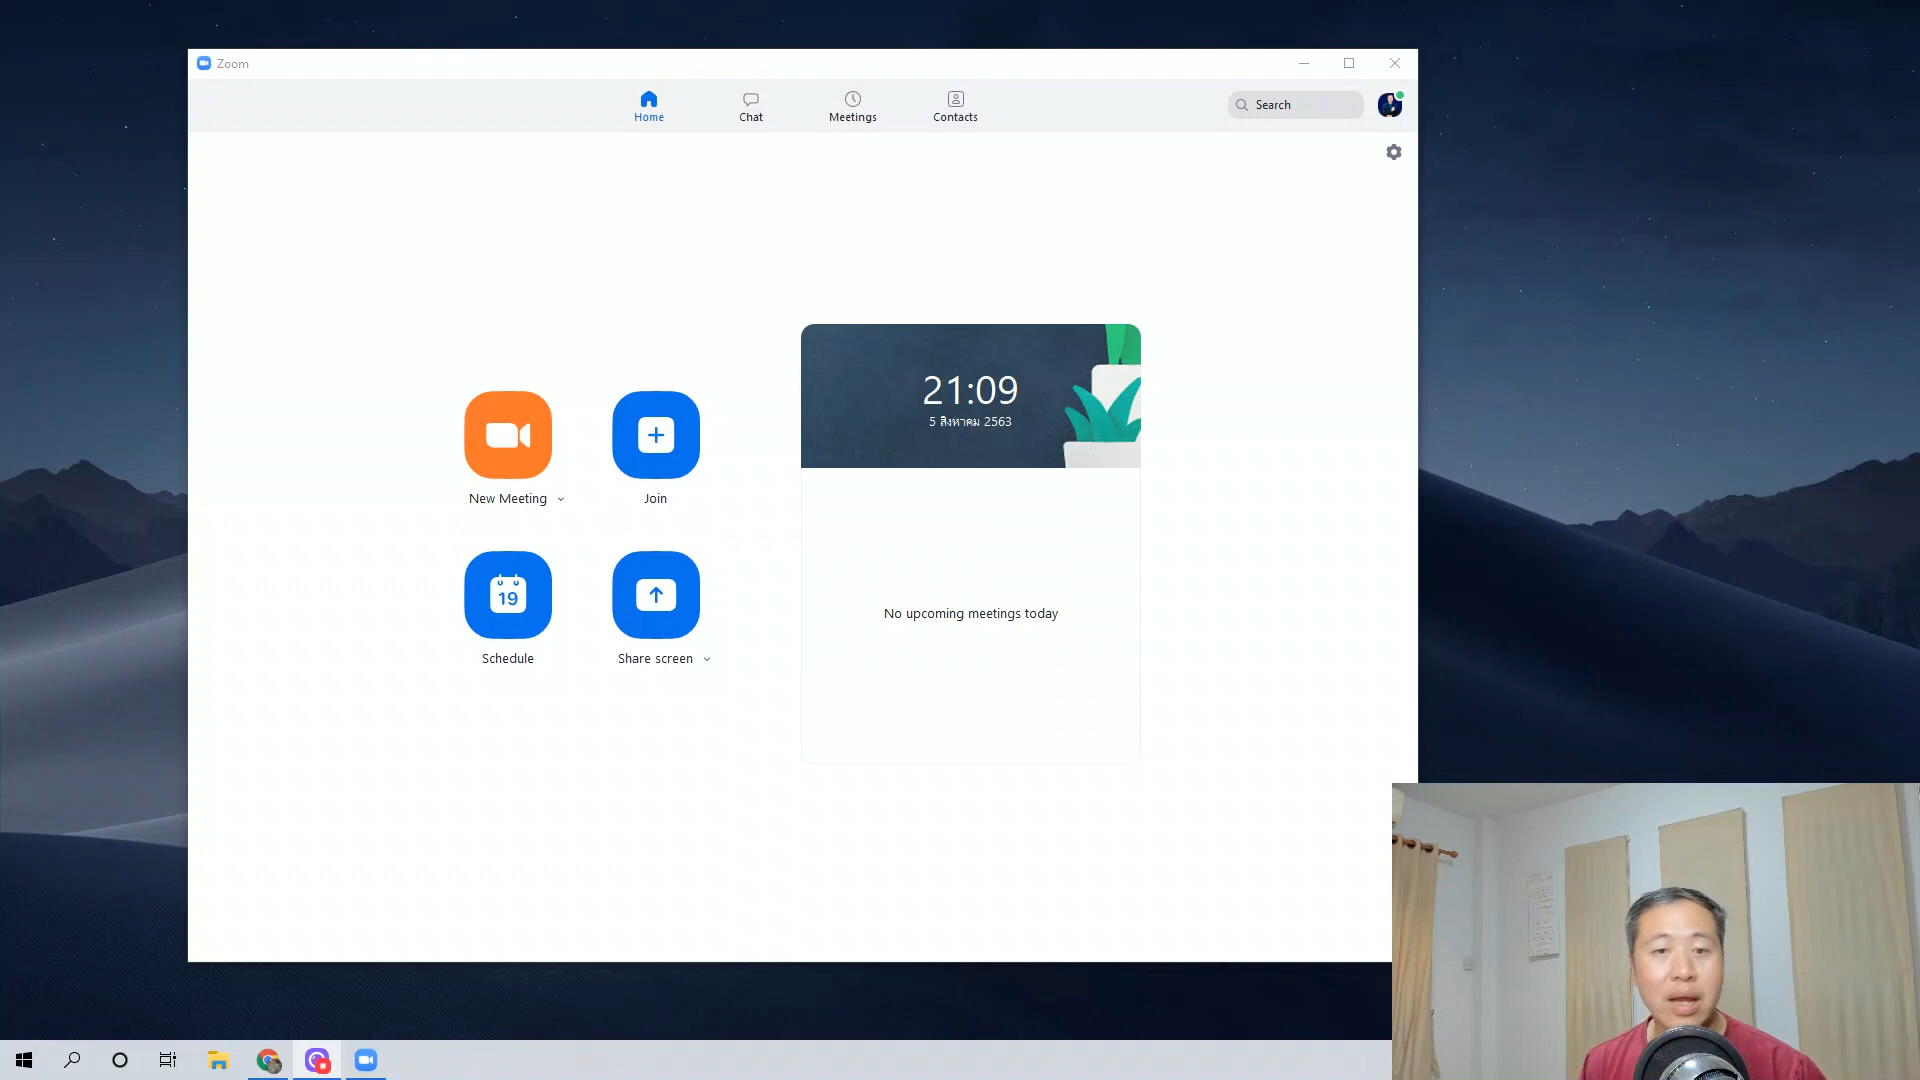 Zoom
Home
Chat
Meetings
Contacts
Search
21:09
5 สิงหาคม 2563
New Meeting
Join
19
Schedule
Share screen
No upcoming meetings today